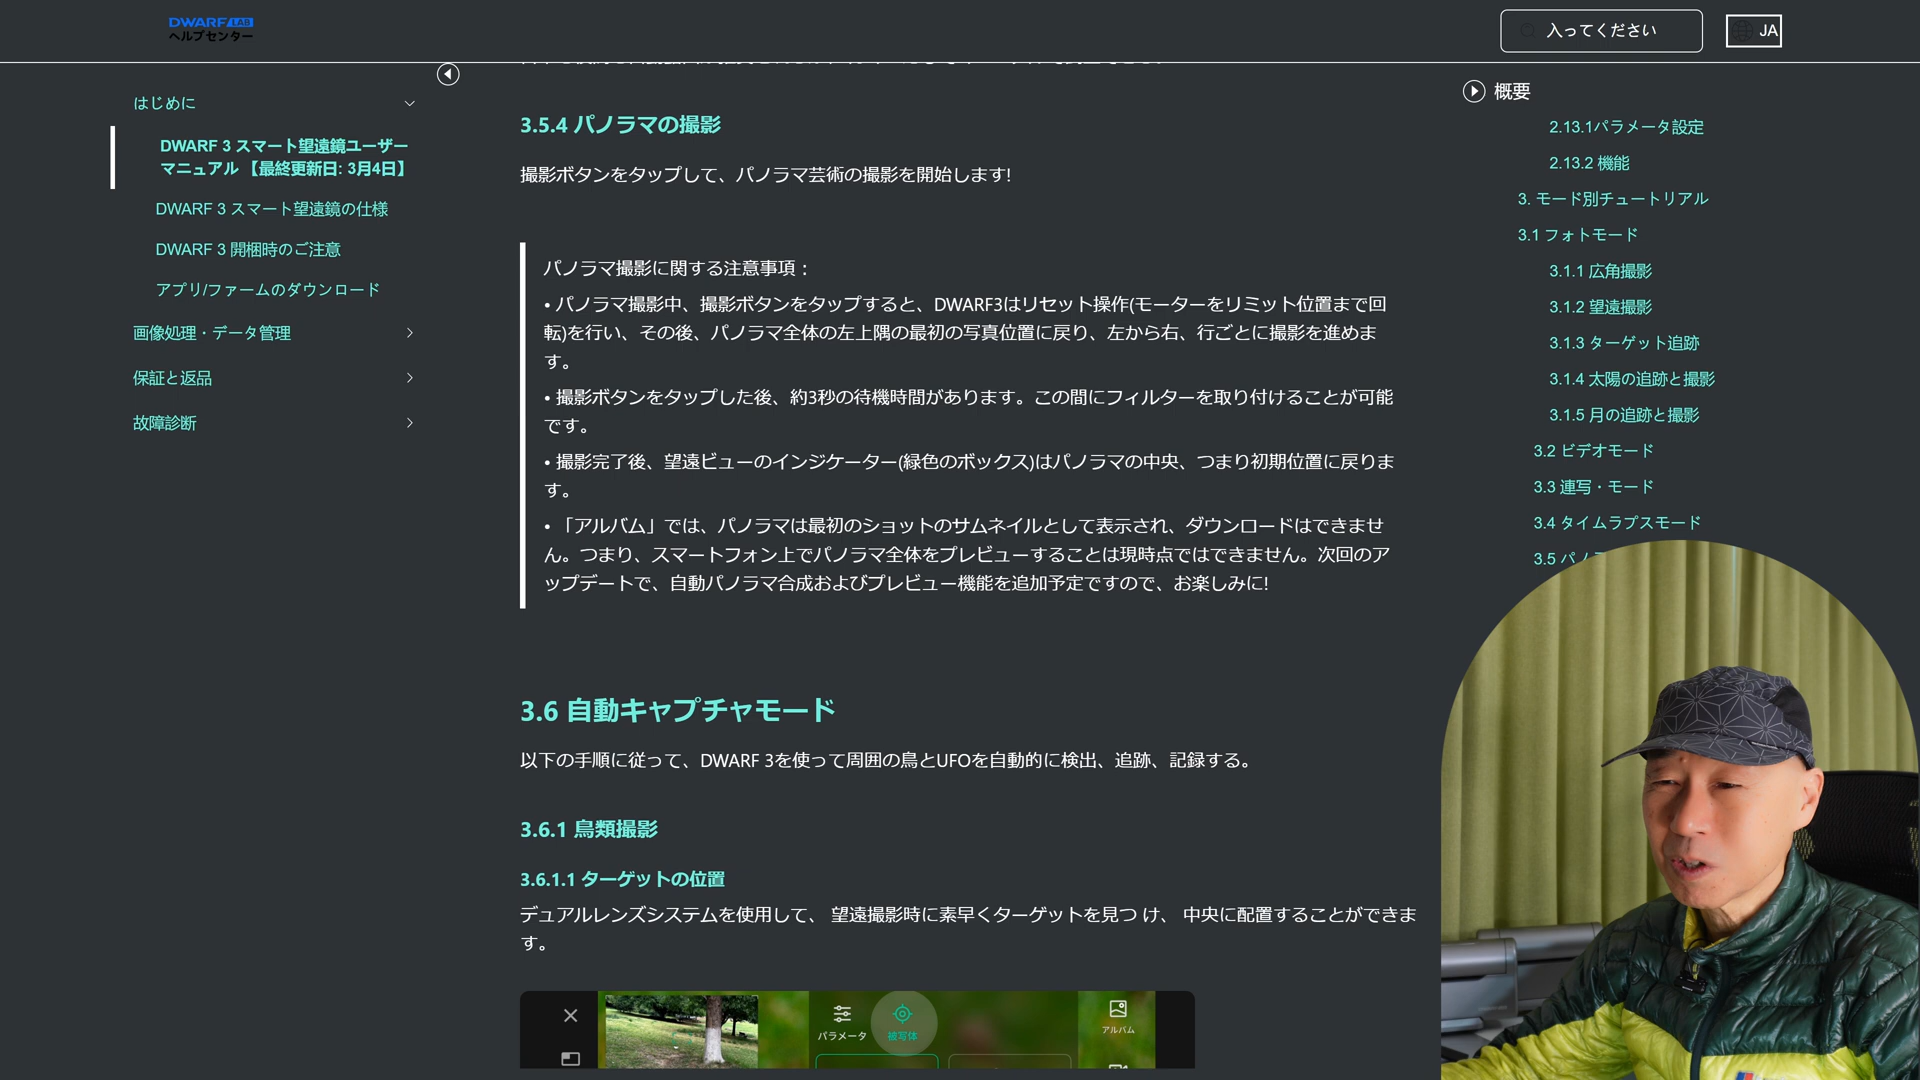 DWARFLAB
ヘルプセンター
入ってください
JA
はじめに
DWARF 3 スマート望遠鏡ユーザー
マニュアル 【最終更新日: 3月4日】
DWARF 3 スマート望遠鏡の仕様
DWARF 3 開梱時のご注意
アプリ/ファームのダウンロード
画像処理・データ管理
保証と返品
故障診断
3.5.4 パノラマの撮影
撮影ボタンをタップして、パノラマ芸術の撮影を開始します!
パノラマ撮影に関する注意事項：
• パノラマ撮影中、撮影ボタンをタップすると、DWARF3はリセット操作(モーターをリミット位置まで回
転)を行い、その後、パノラマ全体の左上隅の最初の写真位置に戻り、左から右、行ごとに撮影を進めま
す。
• 撮影ボタンをタップした後、約3秒の待機時間があります。この間にフィルターを取り付けることが可能
です。
• 撮影完了後、望遠ビューのインジケーター(緑色のボックス)はパノラマの中央、つまり初期位置に戻りま
す。
• 「アルバム」では、パノラマは最初のショットのサムネイルとして表示され、ダウンロードはできませ
ん。つまり、スマートフォン上でパノラマ全体をプレビューすることは現時点ではできません。次回のア
ップデートで、自動パノラマ合成およびプレビュー機能を追加予定ですので、お楽しみに!
3.6 自動キャプチャモード
以下の手順に従って、DWARF 3を使って周囲の鳥とUFOを自動的に検出、追跡、記録する。
3.6.1 鳥類撮影
3.6.1.1 ターゲットの位置
デュアルレンズシステムを使用して、 望遠撮影時に素早くターゲットを見つ け、 中央に配置することができま
す。
パラメータ
被写体
アルバム
概要
2.13.1パラメータ設定
2.13.2 機能
3. モード別チュートリアル
3.1 フォトモード
3.1.1 広角撮影
3.1.2 望遠撮影
3.1.3 ターゲット追跡
3.1.4 太陽の追跡と撮影
3.1.5 月の追跡と撮影
3.2 ビデオモード
3.3 連写・モード
3.4 タイムラプスモード
3.5 パノ